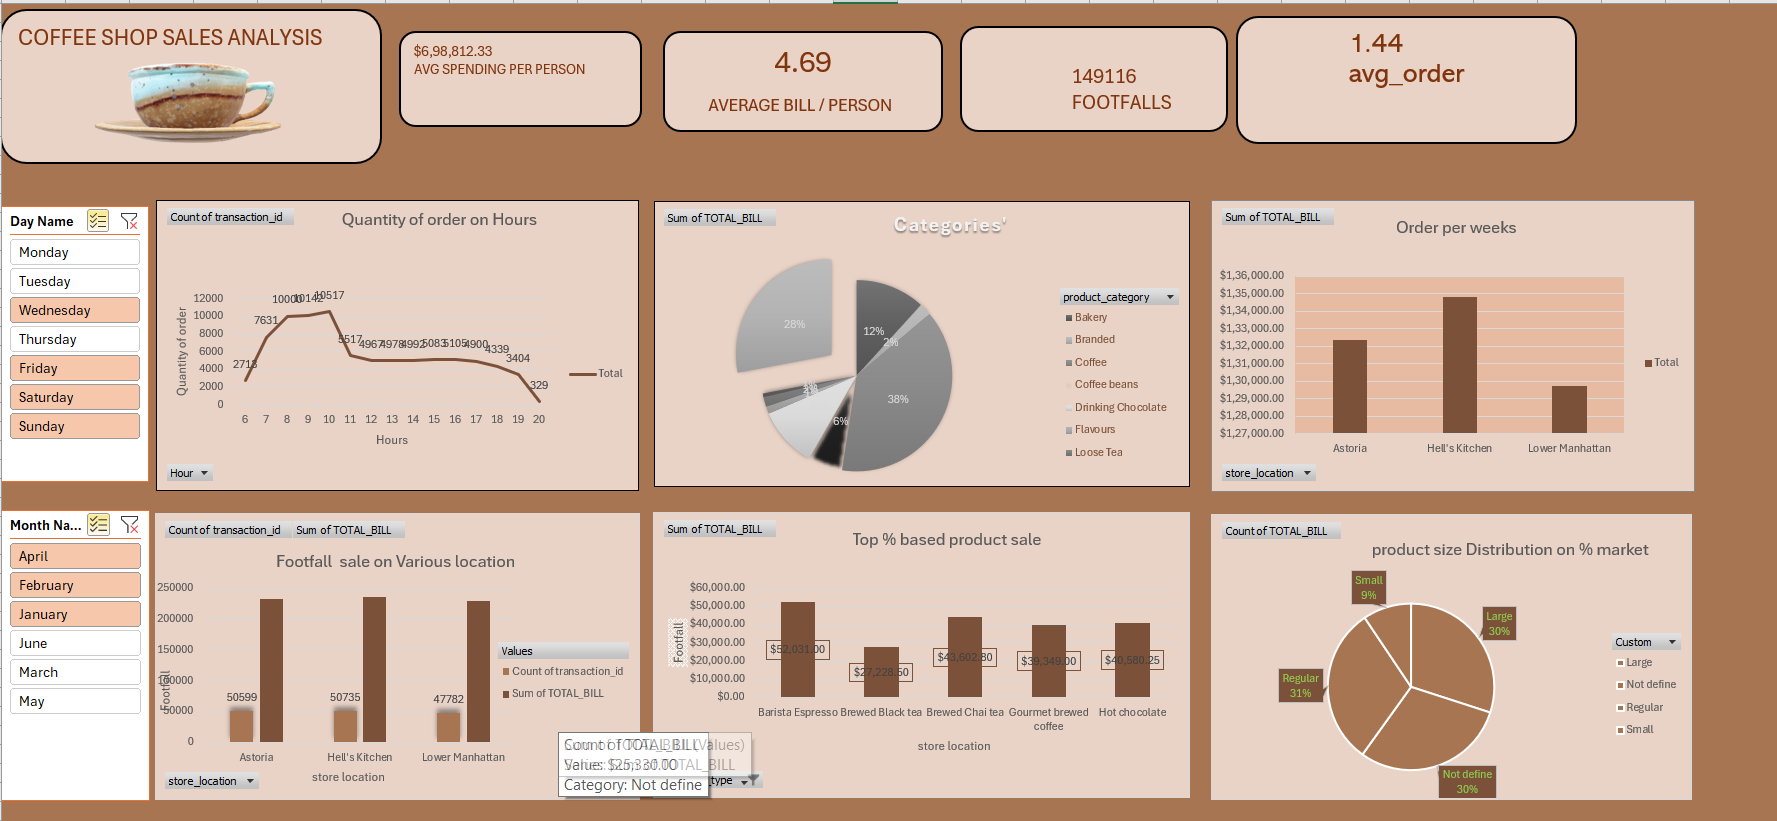 COFFEE SHOP SALES ANALYSIS
$6,98,812.33
AVG SPENDING PER PERSON
4.69
AVERAGE BILL / PERSON
149116
FOOTFALLS
1.44
avg_order
Day Name
Monday
Tuesday
Wednesday
Thursday
Friday
Saturday
Sunday
Count of transaction_id
Quantity of order on Hours
Quantity of order
12000
10000
8000
6000
4000
2000
0
2713
7631
10000
10142
10517
5517
4967
4978
4992
5083
5105
4900
4339
3404
329
6 7 8 9 10 11 12 13 14 15 16 17 18 19 20
Hours
Total
Hour
Sum of TOTAL_BILL
Categories'
28%
12%
2%
38%
6%
product_category
Bakery
Branded
Coffee
Coffee beans
Drinking Chocolate
Flavours
Loose Tea
Sum of TOTAL_BILL
Order per weeks
$1,36,000.00
$1,35,000.00
$1,34,000.00
$1,33,000.00
$1,32,000.00
$1,31,000.00
$1,30,000.00
$1,29,000.00
$1,28,000.00
$1,27,000.00
Astoria Hell's Kitchen Lower Manhattan
Total
store_location
Month Na...
April
February
January
June
March
May
Count of transaction_id Sum of TOTAL_BILL
Footfall sale on Various location
Footfall
250000
200000
150000
100000
50000
0
50599
50735
47782
Astoria Hell's Kitchen Lower Manhattan
store location
Values
Count of transaction_id
Sum of TOTAL_BILL
store_location
Sum of TOTAL_BILL
Top % based product sale
Footfall
$60,000.00
$50,000.00
$40,000.00
$30,000.00
$20,000.00
$10,000.00
$0.00
$52,031.00
$27,228.50
$43,602.80
$39,349.00
$40,580.25
Barista Espresso Brewed Black tea Brewed Chai tea Gourmet brewed coffee Hot chocolate
store location
Count of TOTAL_BILL
Category: Not define
type
Count of TOTAL_BILL
product size Distribution on % market
Small
9%
Large
30%
Regular
31%
Not define
30%
Custom
Large
Not define
Regular
Small